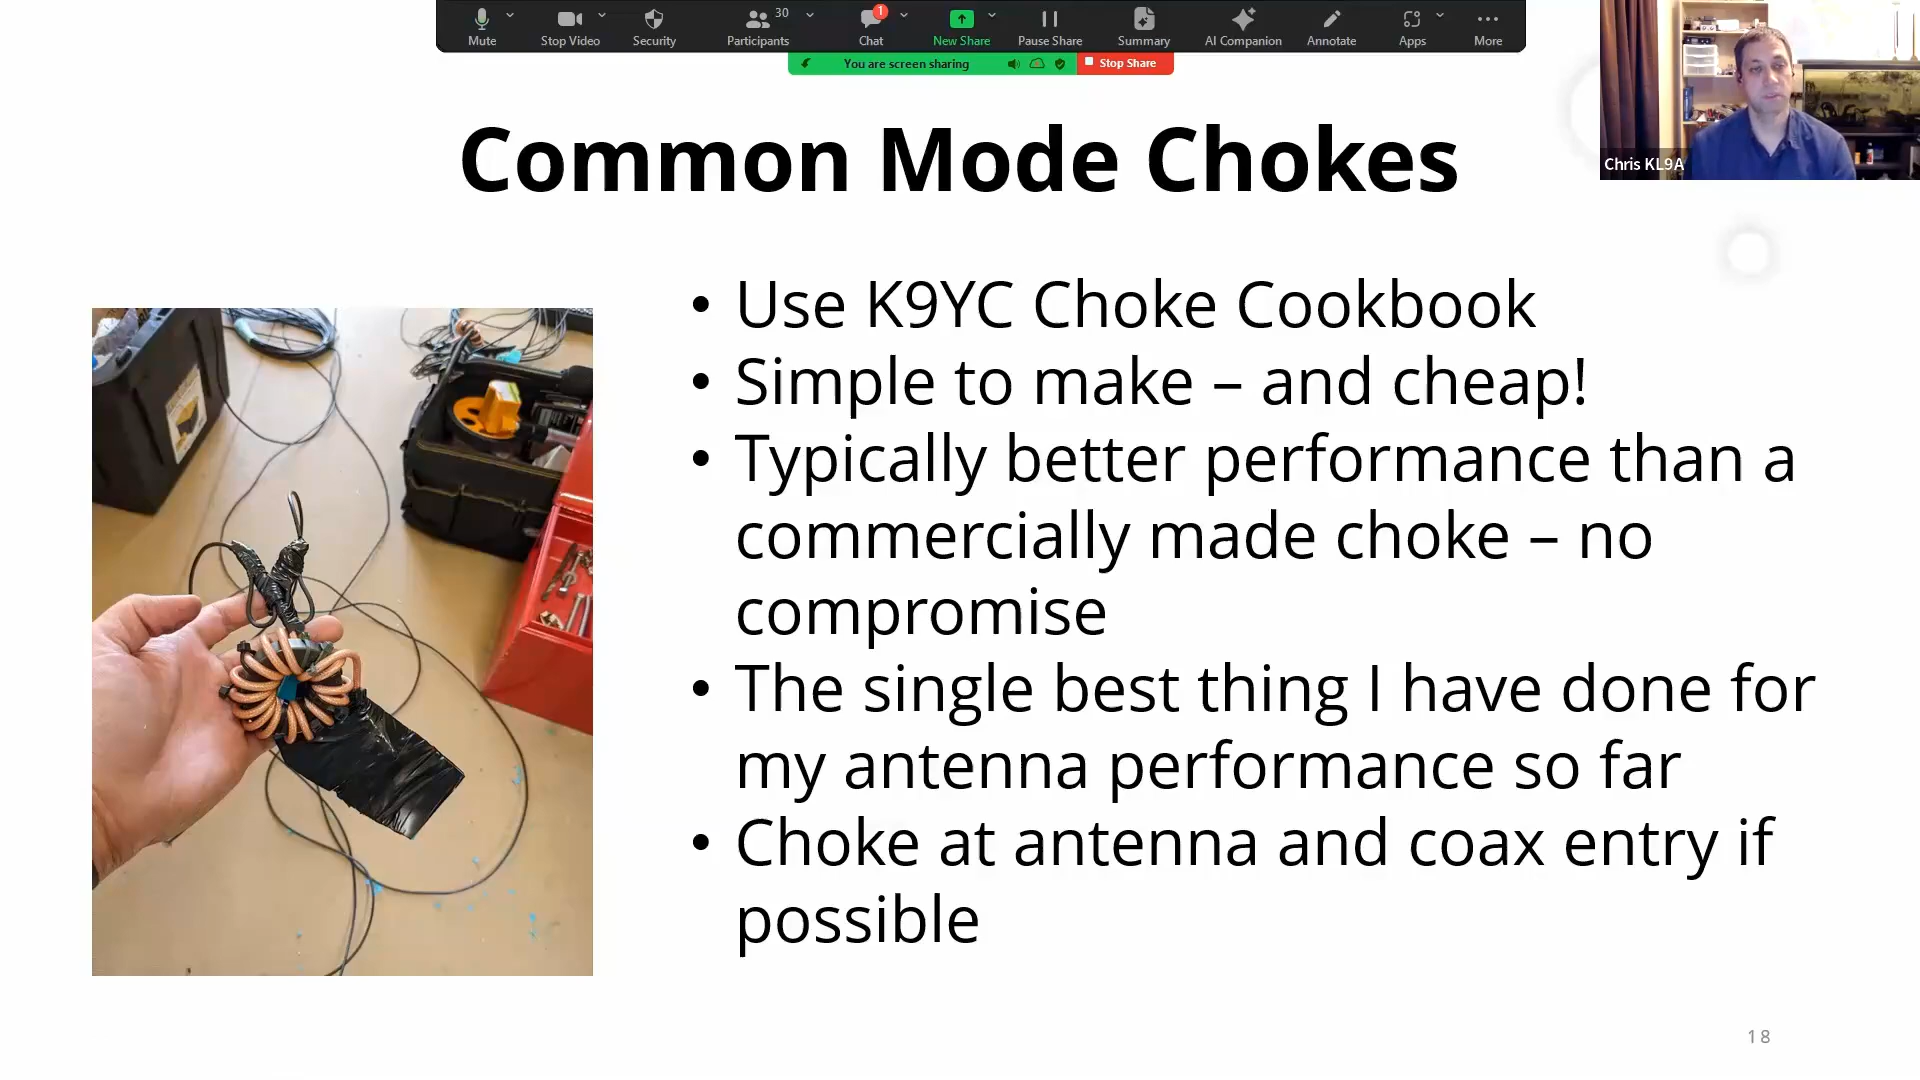 Mute
Stop Video
Security
Participants
30
Chat
1
New Share
Pause Share
Summary
AI Companion
Annotate
Apps
More
You are screen sharing
Stop Share
Chris KL9A
Common Mode Chokes
• Use K9YC Choke Cookbook
• Simple to make – and cheap!
• Typically better performance than a
commercially made choke – no
compromise
• The single best thing I have done for
my antenna performance so far
• Choke at antenna and coax entry if
possible
18